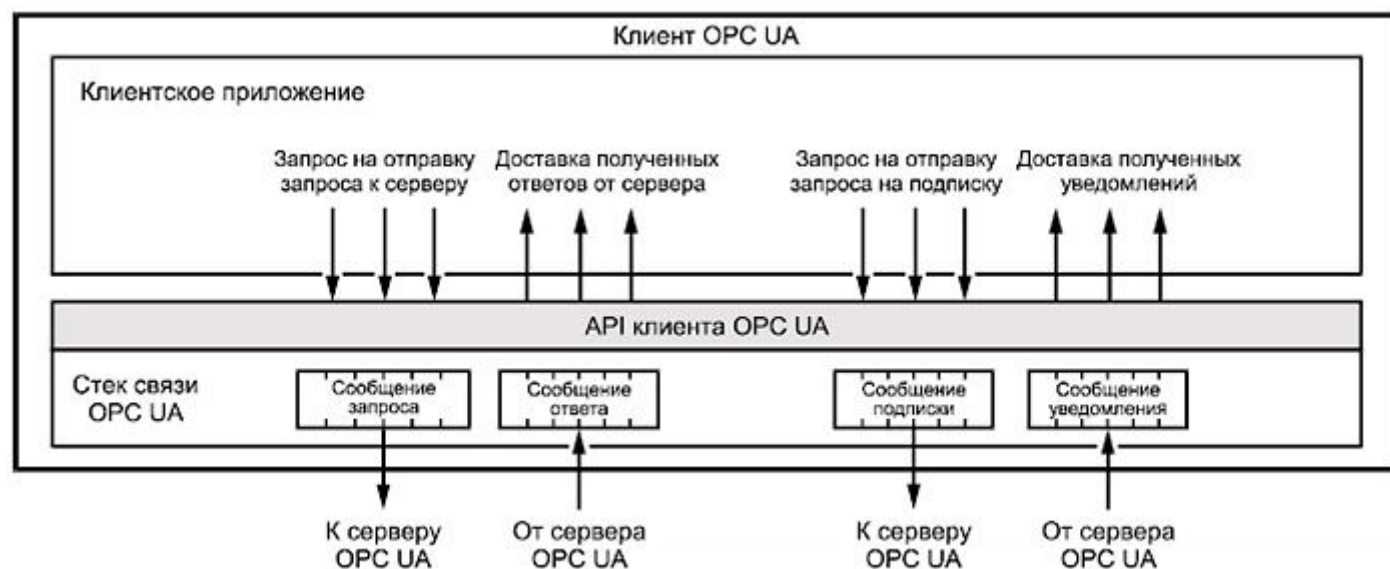 Клиент OPC UA
Клиентское приложение
Запрос на отправку
запроса к серверу
Доставка полученных
ответов от сервера
Запрос на отправку
запроса на подписку
Доставка полученных
уведомлений
API клиента OPC UA
Стек связи
OPC UA
Сообщение
запроса
Сообщение
ответа
Сообщение
подписки
Сообщение
уведомления
К серверу
OPC UA
От сервера
OPC UA
К серверу
OPC UA
От сервера
OPC UA